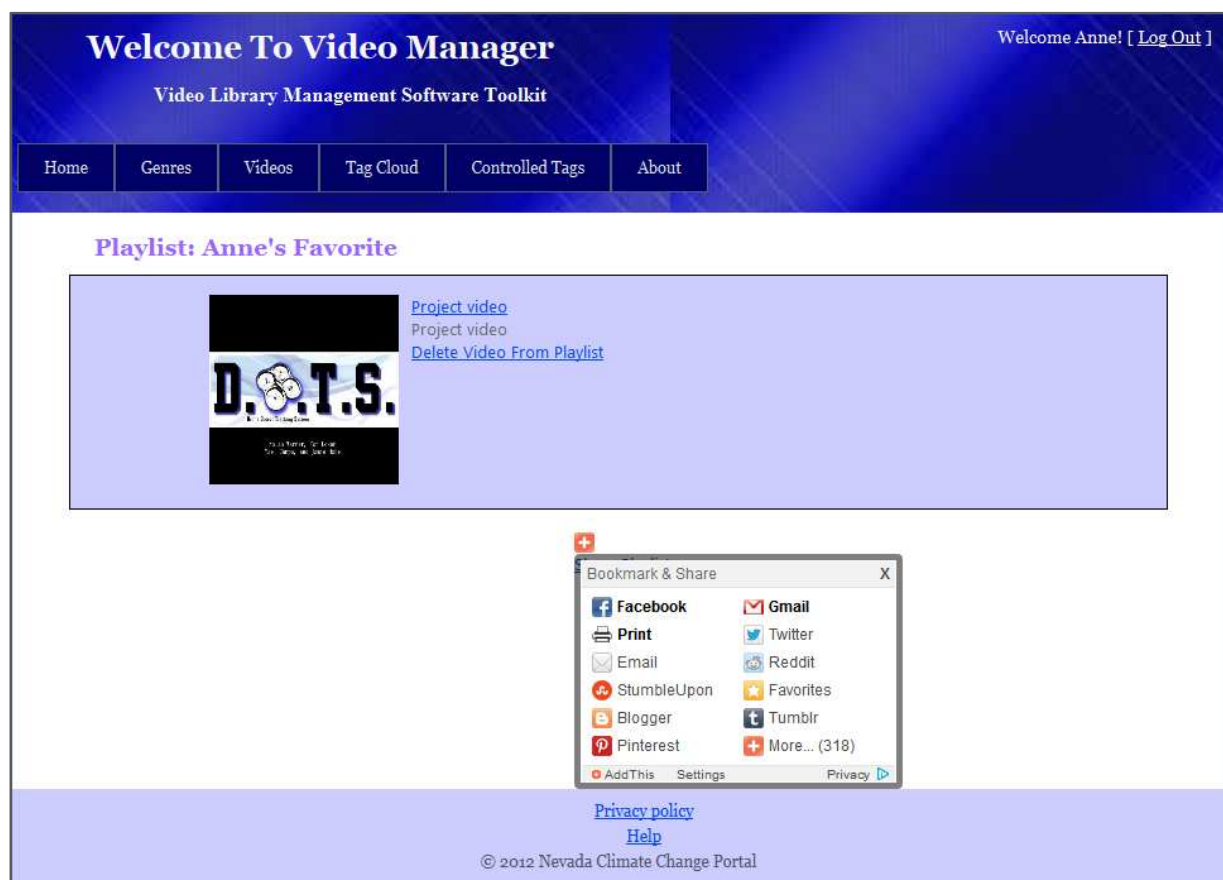 Welcome To Video Manager
Welcome Anne! [ Log Out ]
Video Library Management Software Toolkit
Home Genres Videos Tag Cloud Controlled Tags About
Playlist: Anne's Favorite
Project video
Project video
Delete Video From Playlist
D. .T.S.
Bookmark & Share X
Facebook Gmail
Print Twitter
Email Reddit
StumbleUpon Favorites
Blogger Tumblr
Pinterest More... (318)
AddThis Settings Privacy
Privacy policy
Help
© 2012 Nevada Climate Change Portal